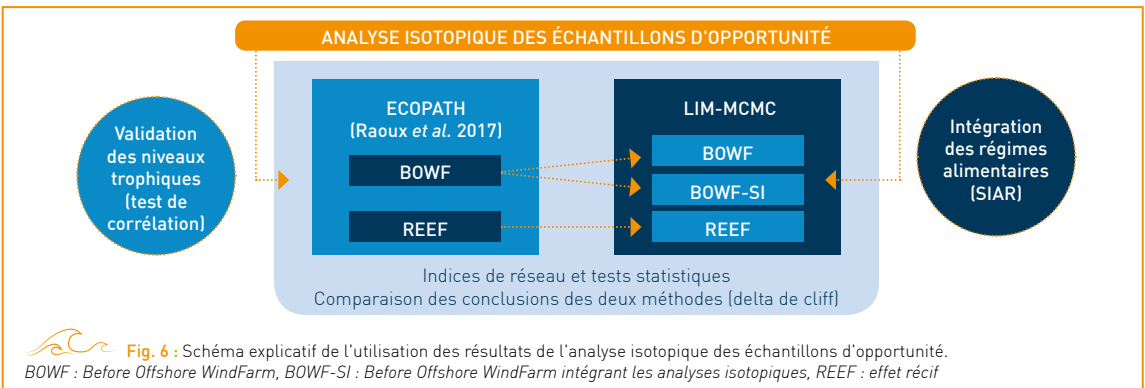 ANALYSE ISOTOPIQUE DES ÉCHANTILLONS D'OPPORTUNITÉ
Validation
des niveaux
trophiques
(test de
corrélation)
ECOPATH
(Raoux et al. 2017)
BOWF
REEF
LIM-MCMC
BOWF
BOWF-SI
REEF
Intégration
des régimes
alimentaires
(SIAR)
Indices de réseau et tests statistiques
Comparaison des conclusions des deux méthodes (delta de cliff)
Fig. 6 : Schéma explicatif de l'utilisation des résultats de l'analyse isotopique des échantillons d'opportunité.
BOWF : Before Offshore WindFarm, BOWF-SI : Before Offshore WindFarm intégrant les analyses isotopiques, REEF : effet récif